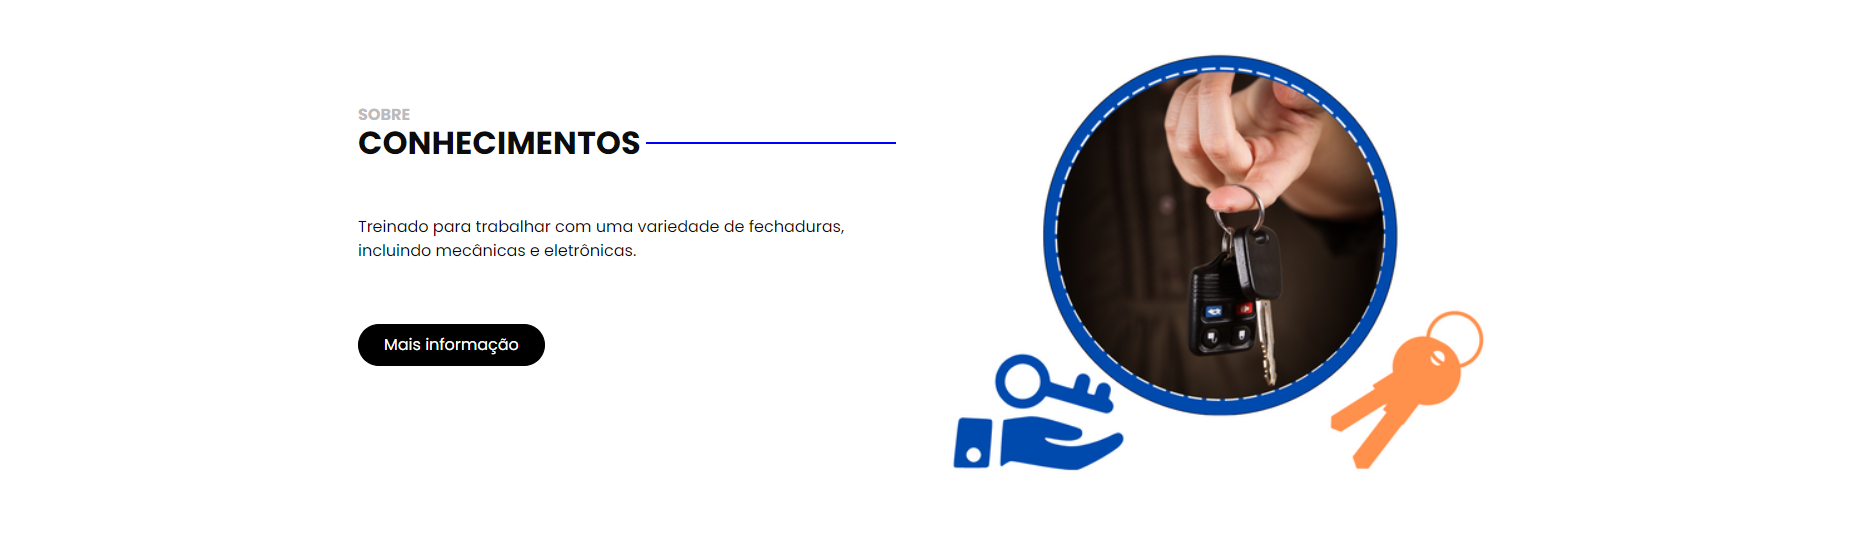 SOBRE
CONHECIMENTOS
Treinado para trabalhar com uma variedade de fechaduras,
incluindo mecânicas e eletrônicas.
Mais informação